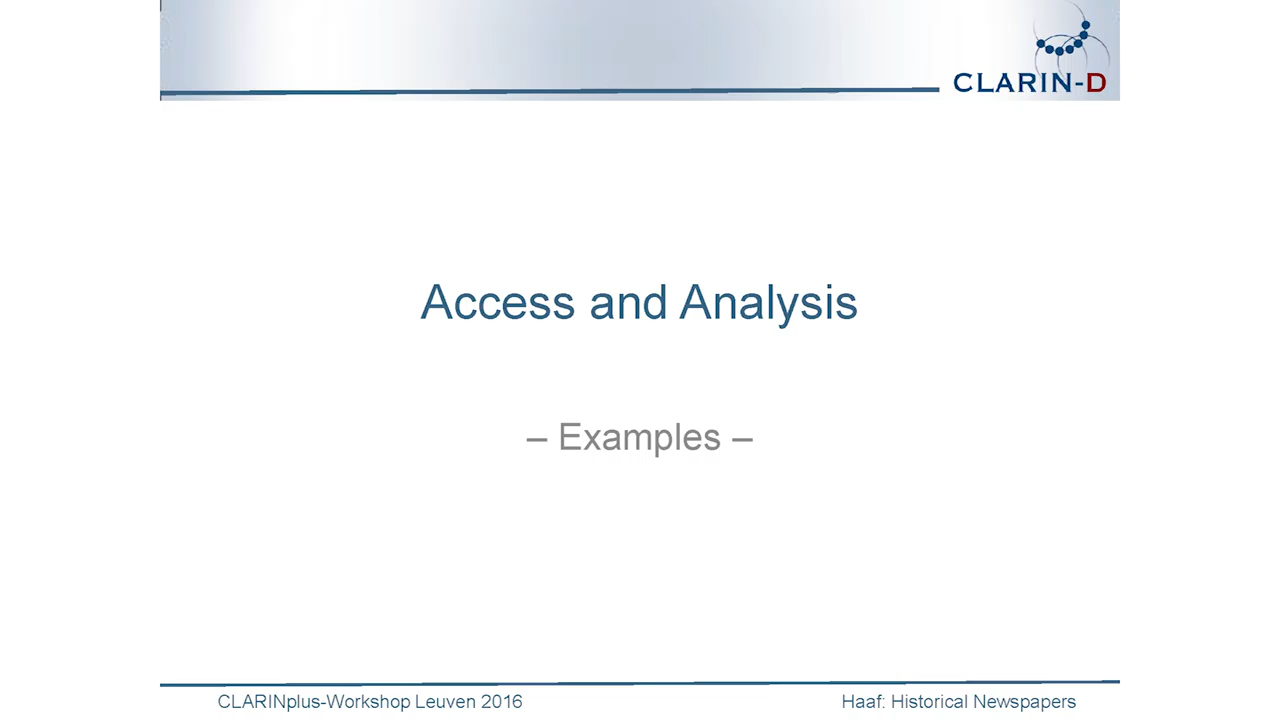 CLARIN-D
Access and Analysis
– Examples –
CLARINplus-Workshop Leuven 2016
Haaf: Historical Newspapers